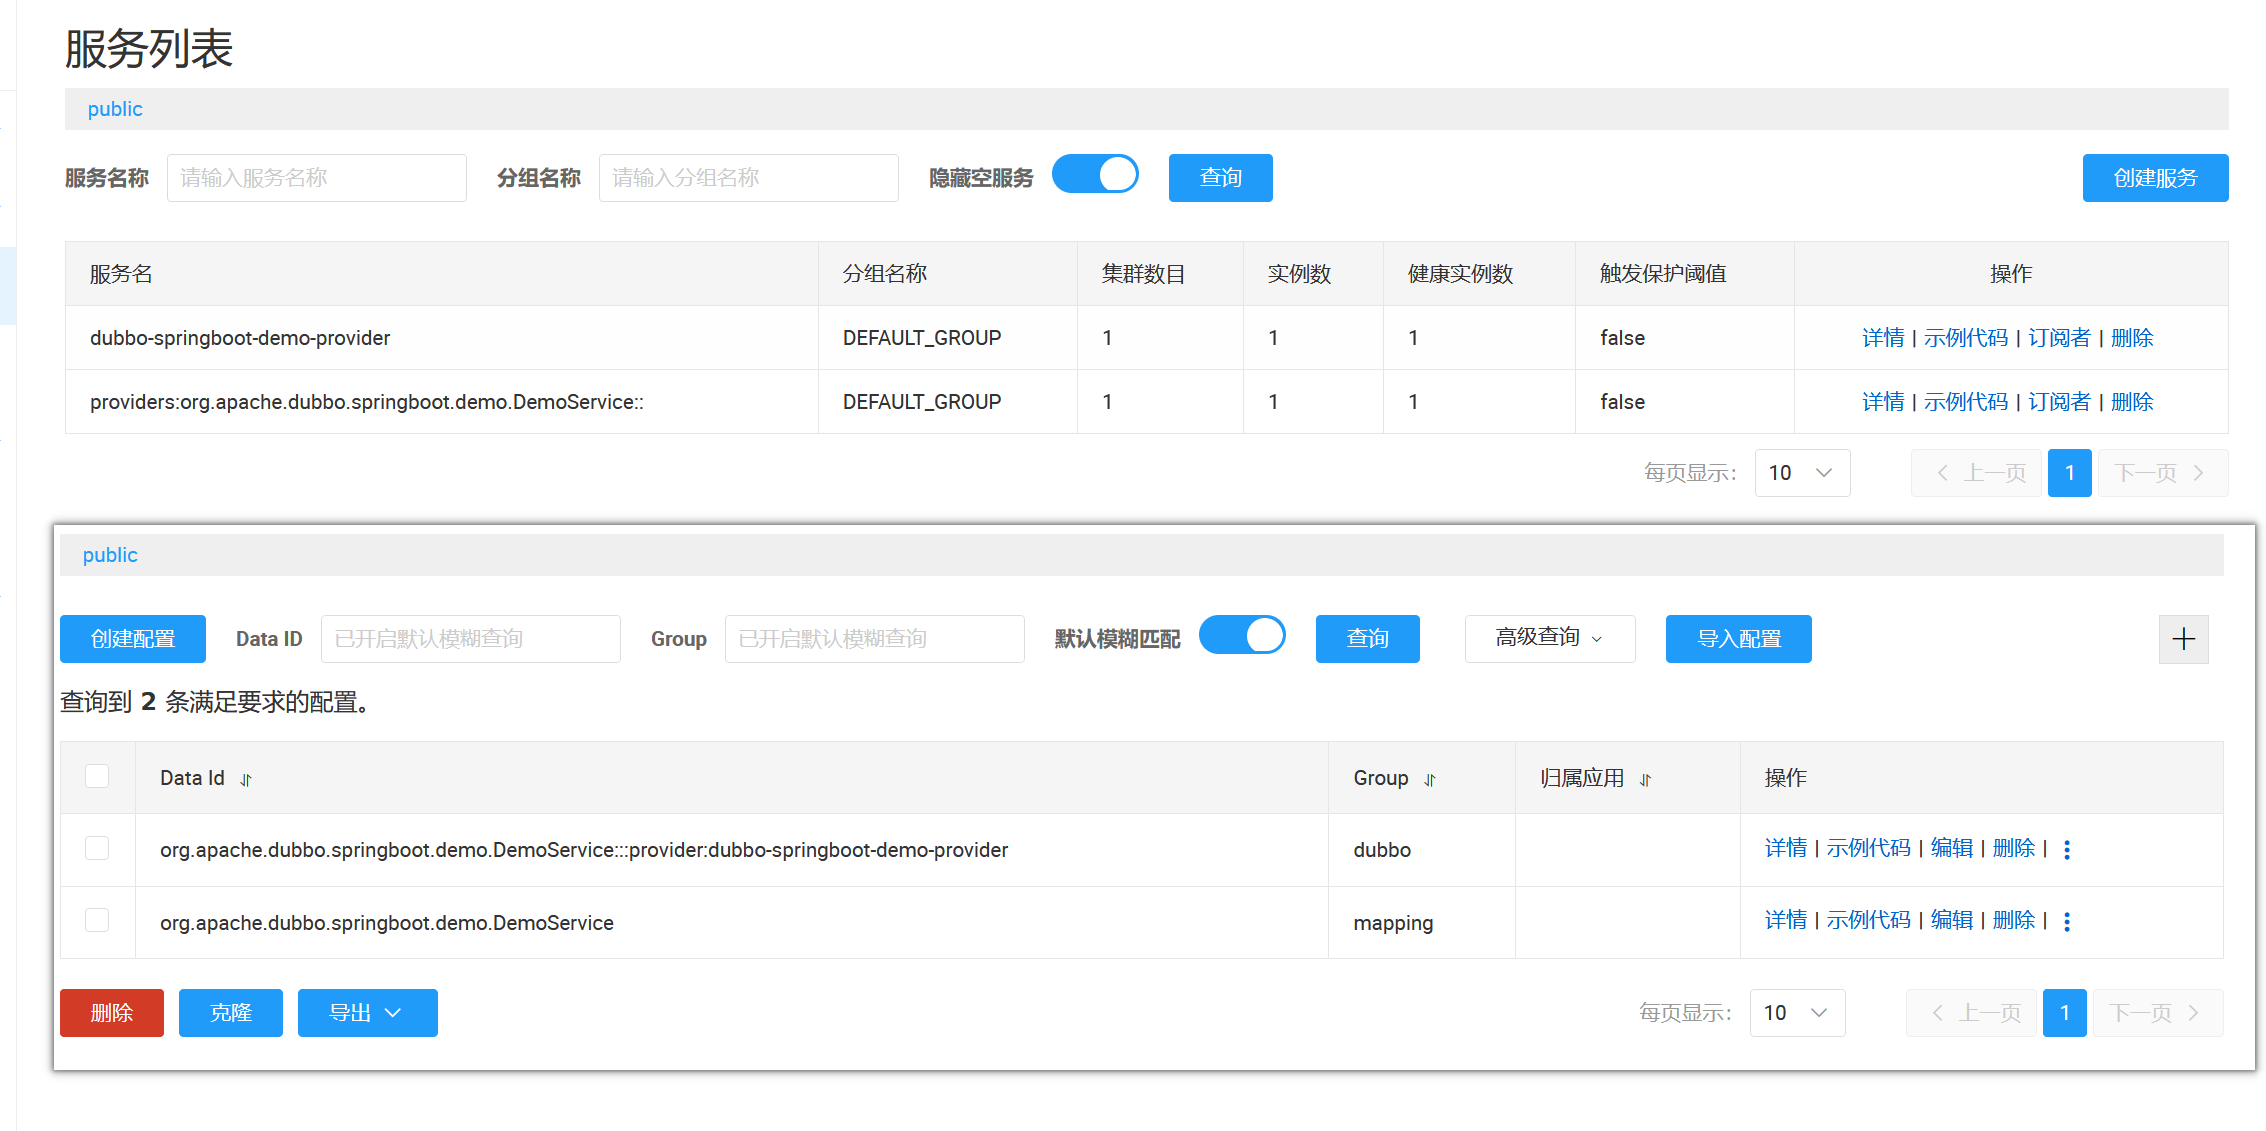 服务列表
public
服务名称 请输入服务名称 分组名称 请输入分组名称 隐藏空服务 查询 创建服务
服务名 分组名称 集群数目 实例数 健康实例数 触发保护阈值 操作
dubbo-springboot-demo-provider DEFAULT_GROUP 1 1 1 false 详情 | 示例代码 | 订阅者 | 删除
providers:org.apache.dubbo.springboot.demo.DemoService:: DEFAULT_GROUP 1 1 1 false 详情 | 示例代码 | 订阅者 | 删除
每页显示: 10 上一页 1 下一页
public
创建配置 Data ID 已开启默认模糊查询 Group 已开启默认模糊查询 默认模糊匹配 查询 高级查询 导入配置
查询到 2 条满足要求的配置。
Data Id Group 归属应用 操作
org.apache.dubbo.springboot.demo.DemoService:::provider:dubbo-springboot-demo-provider dubbo 详情 | 示例代码 | 编辑 | 删除 |
org.apache.dubbo.springboot.demo.DemoService mapping 详情 | 示例代码 | 编辑 | 删除 |
删除 克隆 导出 每页显示: 10 上一页 1 下一页